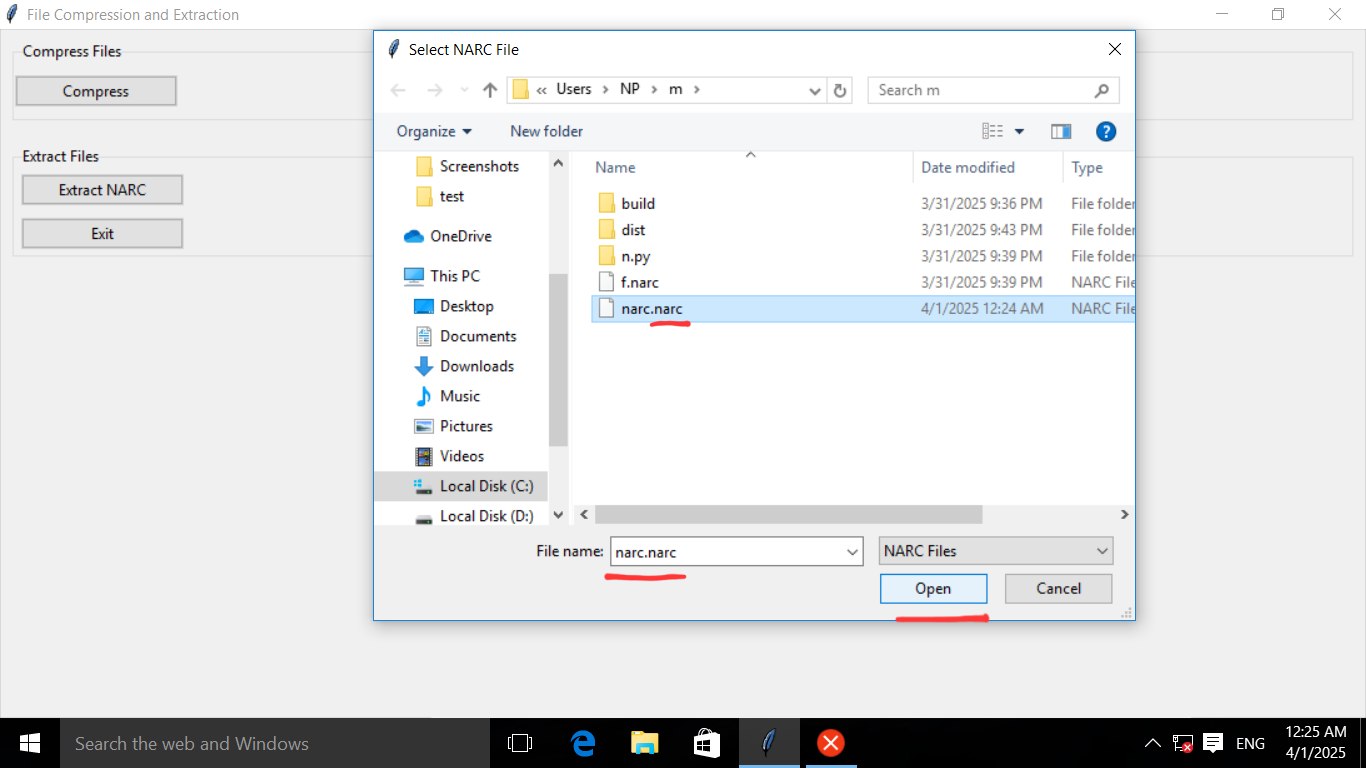 File Compression and Extraction
Compress Files
Compress
Extract Files
Extract NARC
Exit
Select NARC File
« Users > NP > m >
Search m
Organize
New folder
Screenshots
test
OneDrive
This PC
Desktop
Documents
Downloads
Music
Pictures
Videos
Local Disk (C:)
Local Disk (D:)
Name Date modified Type
build 3/31/2025 9:36 PM File folder
dist 3/31/2025 9:43 PM File folder
n.py 3/31/2025 9:39 PM File folder
f.narc 3/31/2025 9:39 PM NARC File
narc.narc 4/1/2025 12:24 AM NARC File
File name: narc.narc NARC Files
Open Cancel
Search the web and Windows
ENG
12:25 AM
4/1/2025